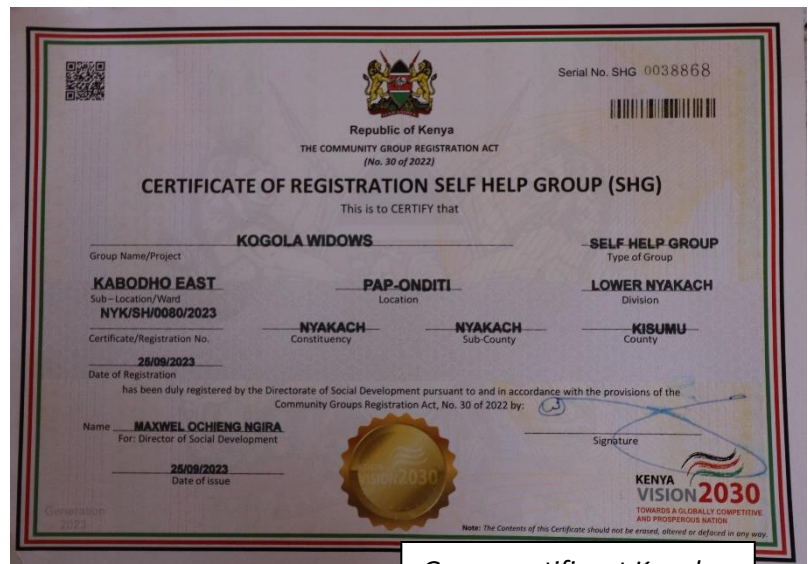 Serial No. SHG 0038868
Republic of Kenya
THE COMMUNITY GROUP REGISTRATION ACT
(No. 30 of 2022)
CERTIFICATE OF REGISTRATION SELF HELP GROUP (SHG)
This is to CERTIFY that
KOGOLA WIDOWS SELF HELP GROUP
Group Name/Project Type of Group
KABODHO EAST PAP-ONDITI LOWER NYAKACH
Sub-Location/Ward Location Division
NYK/SH/0080/2023 NYAKACH NYAKACH KISUMU
Certificate/Registration No. Constituency Sub-County County
25/09/2023
Date of Registration
has been duly registered by the Directorate of Social Development pursuant to and in accordance with the provisions of the
Community Groups Registration Act, No. 30 of 2022 by:
Name MAXWEL OCHIENG NGIRA
For: Director of Social Development Signature
25/09/2023
Date of issue
VISION 2030
KENYA
VISION 2030
TOWARDS A GLOBALLY COMPETITIVE
AND PROSPEROUS NATION
Generation
2023
Note: The Contents of this Certificate should not be erased, altered or defaced in any way.